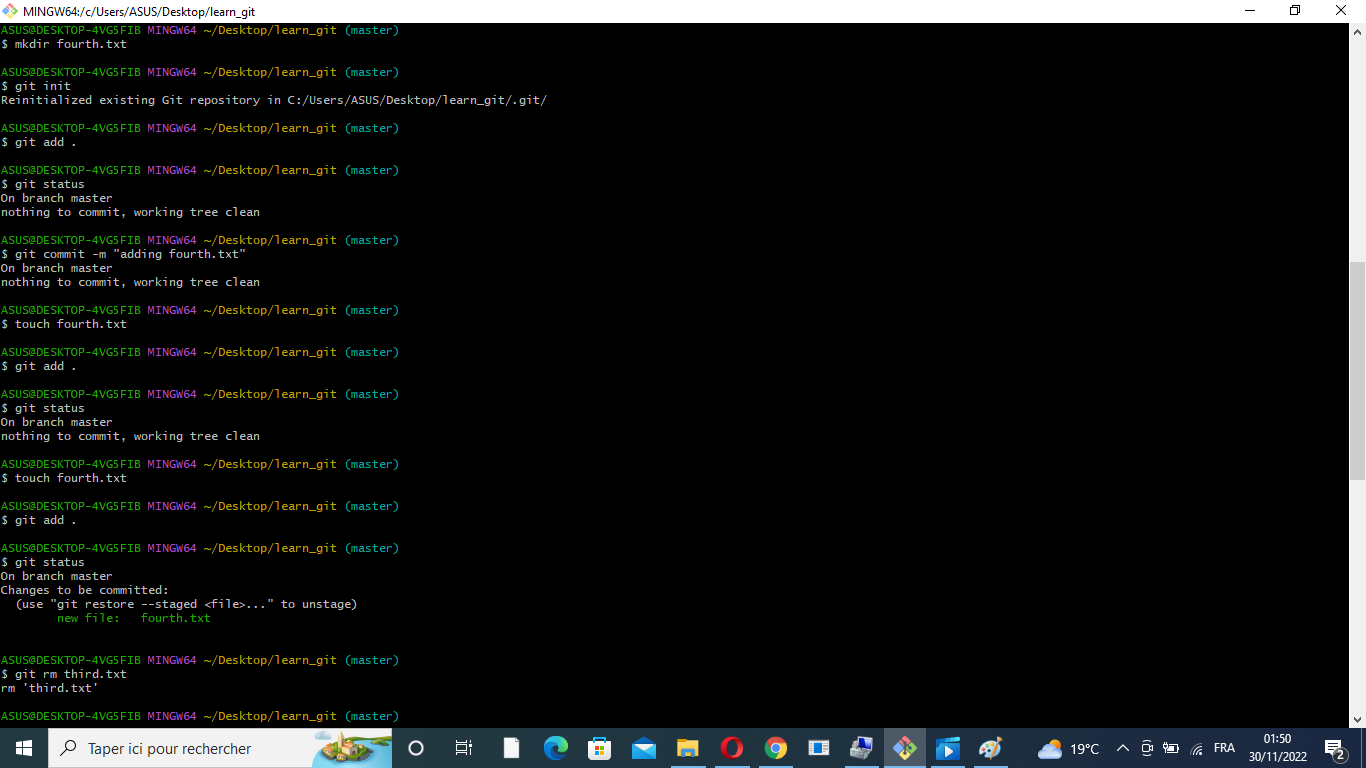 MINGW64:/c/Users/ASUS/Desktop/learn_git
ASUS@DESKTOP-4VG5FIB MINGW64 ~/Desktop/learn_git (master)
$ mkdir fourth.txt
ASUS@DESKTOP-4VG5FIB MINGW64 ~/Desktop/learn_git (master)
$ git init
Reinitialized existing Git repository in C:/Users/ASUS/Desktop/learn_git/.git/
ASUS@DESKTOP-4VG5FIB MINGW64 ~/Desktop/learn_git (master)
$ git add .
ASUS@DESKTOP-4VG5FIB MINGW64 ~/Desktop/learn_git (master)
$ git status
On branch master
nothing to commit, working tree clean
ASUS@DESKTOP-4VG5FIB MINGW64 ~/Desktop/learn_git (master)
$ git commit -m "adding fourth.txt"
On branch master
nothing to commit, working tree clean
ASUS@DESKTOP-4VG5FIB MINGW64 ~/Desktop/learn_git (master)
$ touch fourth.txt
ASUS@DESKTOP-4VG5FIB MINGW64 ~/Desktop/learn_git (master)
$ git add .
ASUS@DESKTOP-4VG5FIB MINGW64 ~/Desktop/learn_git (master)
$ git status
On branch master
nothing to commit, working tree clean
ASUS@DESKTOP-4VG5FIB MINGW64 ~/Desktop/learn_git (master)
$ touch fourth.txt
ASUS@DESKTOP-4VG5FIB MINGW64 ~/Desktop/learn_git (master)
$ git add .
ASUS@DESKTOP-4VG5FIB MINGW64 ~/Desktop/learn_git (master)
$ git status
On branch master
Changes to be committed:
(use "git restore --staged <file>..." to unstage)
new file: fourth.txt
ASUS@DESKTOP-4VG5FIB MINGW64 ~/Desktop/learn_git (master)
$ git rm third.txt
rm 'third.txt'
ASUS@DESKTOP-4VG5FIB MINGW64 ~/Desktop/learn_git (master)
Taper ici pour rechercher
19°C
FRA
01:50
30/11/2022
2